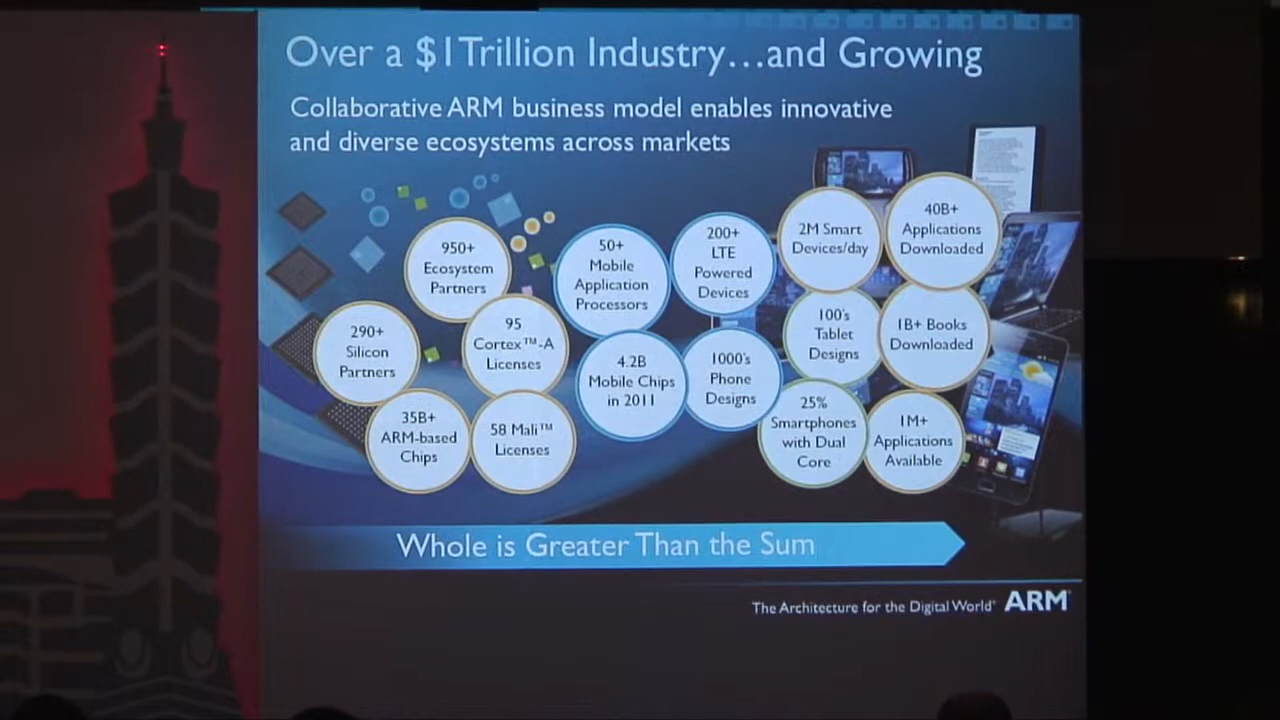 Over a $1Trillion Industry...and Growing
Collaborative ARM business model enables innovative
and diverse ecosystems across markets
950+
Ecosystem
Partners
290+
Silicon
Partners
95
Cortex™-A
Licenses
35B+
ARM-based
Chips
58 Mali™
Licenses
50+
Mobile
Application
Processors
200+
LTE
Powered
Devices
4.2B
Mobile Chips
in 2011
1000's
Phone
Designs
2M Smart
Devices/day
40B+
Applications
Downloaded
100's
Tablet
Designs
1B+ Books
Downloaded
25%
Smartphones
with Dual
Core
1M+
Applications
Available
Whole is Greater Than the Sum
The Architecture for the Digital World® ARM®